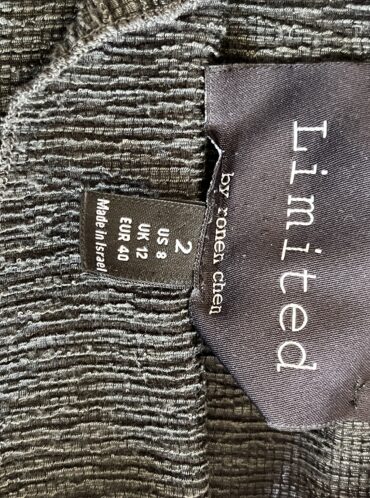 Limited
by ronen chen
2
US 8
UK 12
EUR 40
Made in Israel